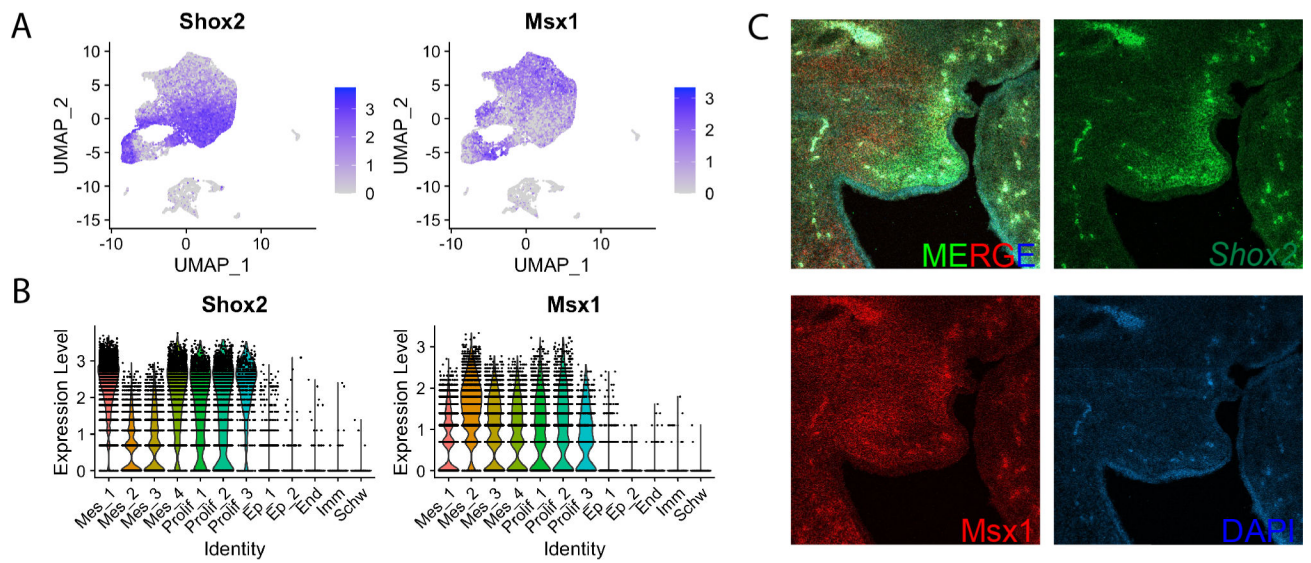 A
Shox2
Msx1
C
UMAP_2
10
5
0
-5
-10
-15
3
2
1
0
UMAP_2
10
5
0
-5
-10
-15
3
2
1
0
-10
0
10
-10
0
10
UMAP_1
UMAP_1
MERGE
Shox2
B
Shox2
Msx1
Expression Level
3
2
1
0
Expression Level
3
2
1
0
Mes_1
Mes_2
Mes_3
Mes_4
Prolif_1
Prolif_2
Prolif_3
Ep_1
Ep_2
End
Imm
Schw
Mes_1
Mes_2
Mes_3
Mes_4
Prolif_1
Prolif_2
Prolif_3
Ep_1
Ep_2
End
Imm
Schw
Identity
Identity
Msx1
DAPI